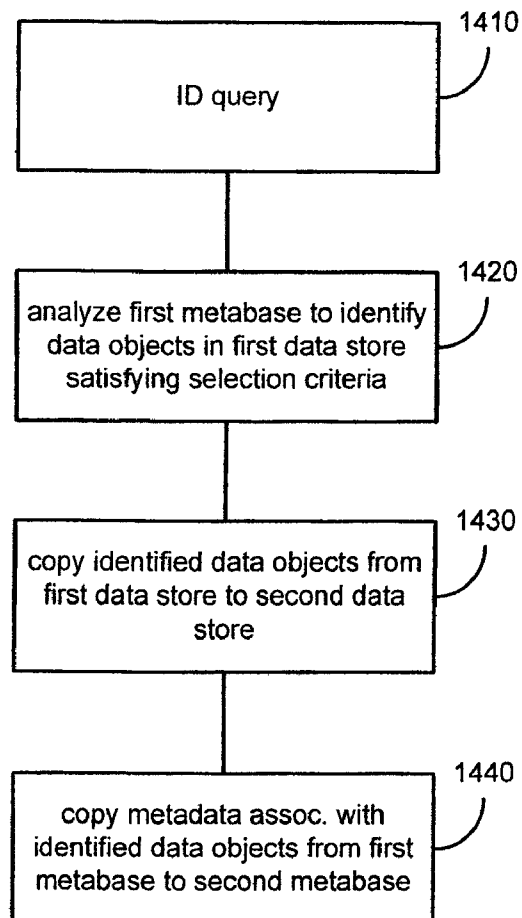 1410
ID query
1420
analyze first metabase to identify
data objects in first data store
satisfying selection criteria
1430
copy identified data objects from
first data store to second data
store
1440
copy metadata assoc. with
identified data objects from first
metabase to second metabase